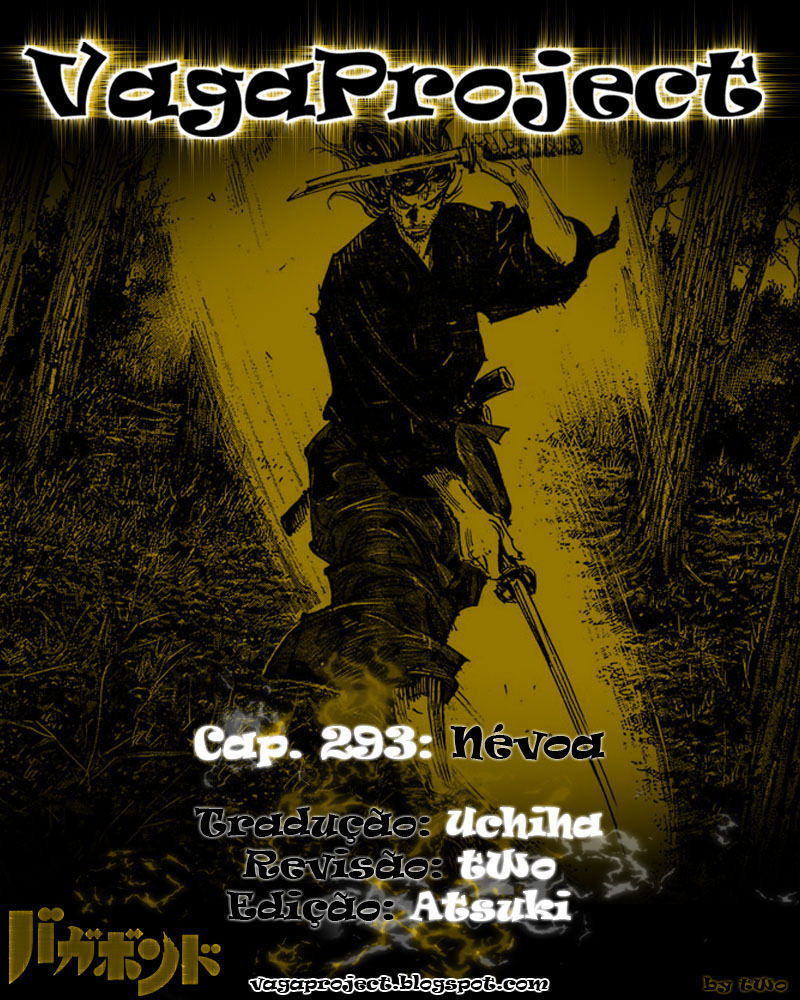 VagaProject
Cap. 293: Névoa
Tradução: Uchiha
Revisão: tWo
Edição: Atsuki
バガボンド
vagaproject.blogspot.com
by tWo